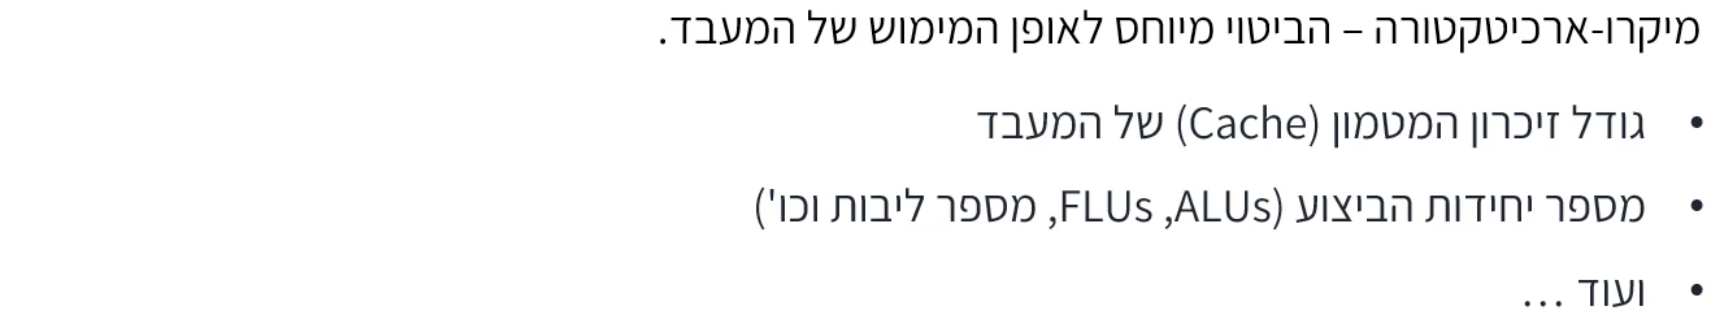 מיקרו-ארכיטקטורה – הביטוי מיוחס לאופן המימוש של המעבד.
• גודל זיכרון המטמון (Cache) של המעבד
• מספר יחידות הביצוע (ALUs, FLUs, מספר ליבות וכו')
• ועוד ...